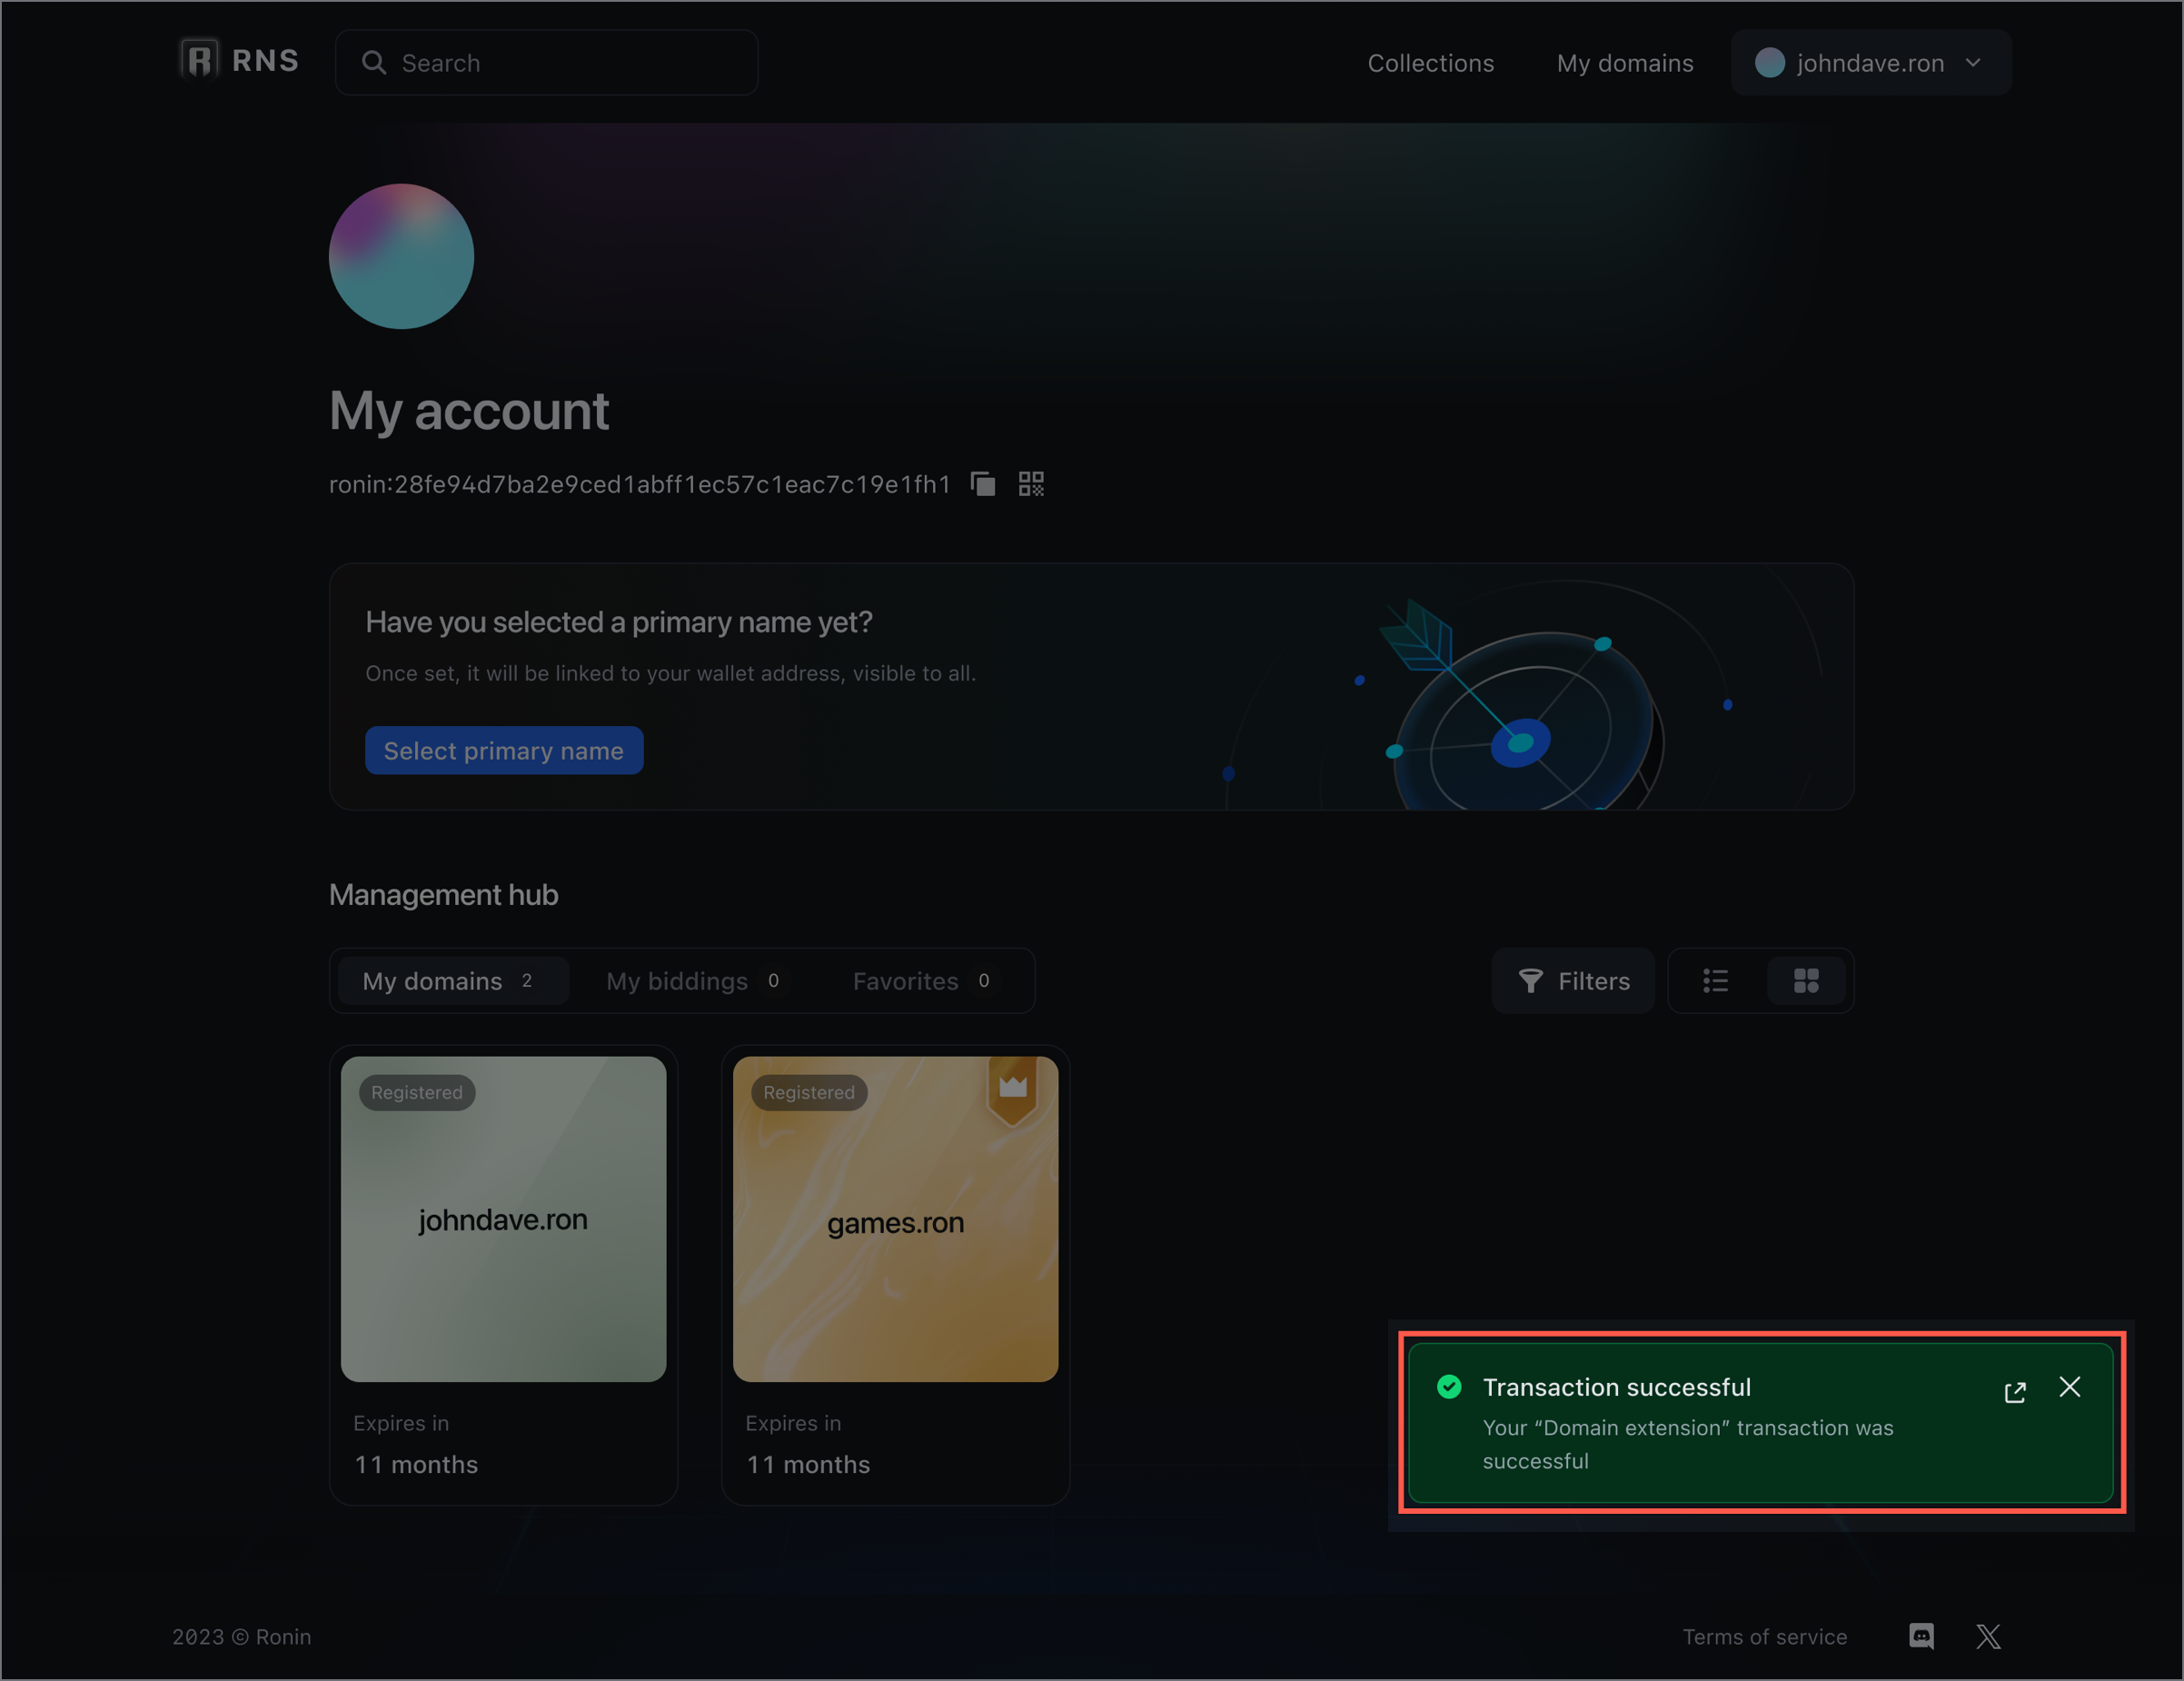 RNS
Search
Collections
My domains
johndave.ron
My account
ronin:28fe94d7ba2e9ced1abff1ec57c1eac7c19e1fh1
Have you selected a primary name yet?
Once set, it will be linked to your wallet address, visible to all.
Select primary name
Management hub
My domains 2
My biddings 0
Favorites 0
Filters
Registered
johndave.ron
Expires in
11 months
Registered
games.ron
Expires in
11 months
Transaction successful
Your “Domain extension” transaction was
successful
2023 © Ronin
Terms of service